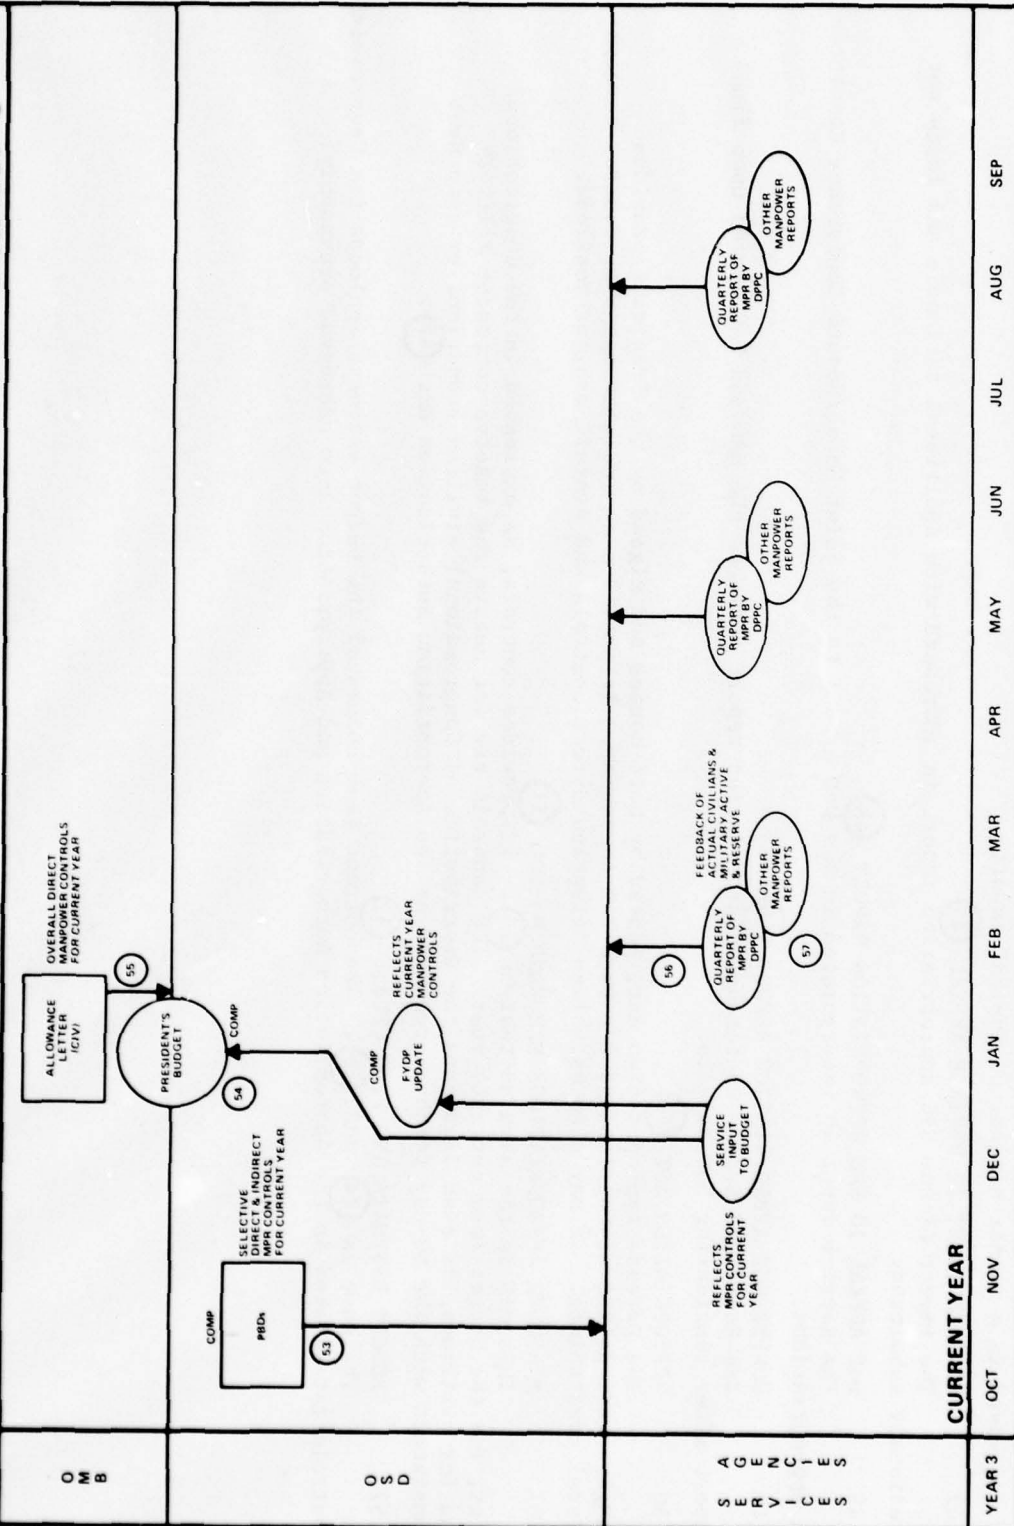 OMB
ALLOWANCE
LETTER
(CIV)
OVERALL DIRECT
MANPOWER CONTROLS
FOR CURRENT YEAR
55
PRESIDENT'S
BUDGET
COMP
54
OSD
COMP
PBDs
SELECTIVE
DIRECT & INDIRECT
MPR CONTROLS
FOR CURRENT YEAR
53
COMP
FYDP
UPDATE
REFLECTS
CURRENT YEAR
MANPOWER
CONTROLS
SERVICES
AGENCIES
REFLECTS
MPR CONTROLS
FOR CURRENT
YEAR
SERVICE
INPUT
TO BUDGET
56
QUARTERLY
REPORT OF
MPR BY
DPPC
FEEDBACK OF
ACTUAL CIVILIANS &
MILITARY ACTIVE
& RESERVE
OTHER
MANPOWER
REPORTS
57
QUARTERLY
REPORT OF
MPR BY
DPPC
OTHER
MANPOWER
REPORTS
QUARTERLY
REPORT OF
MPR BY
DPPC
OTHER
MANPOWER
REPORTS
CURRENT YEAR
YEAR 3 OCT NOV DEC JAN FEB MAR APR MAY JUN JUL AUG SEP